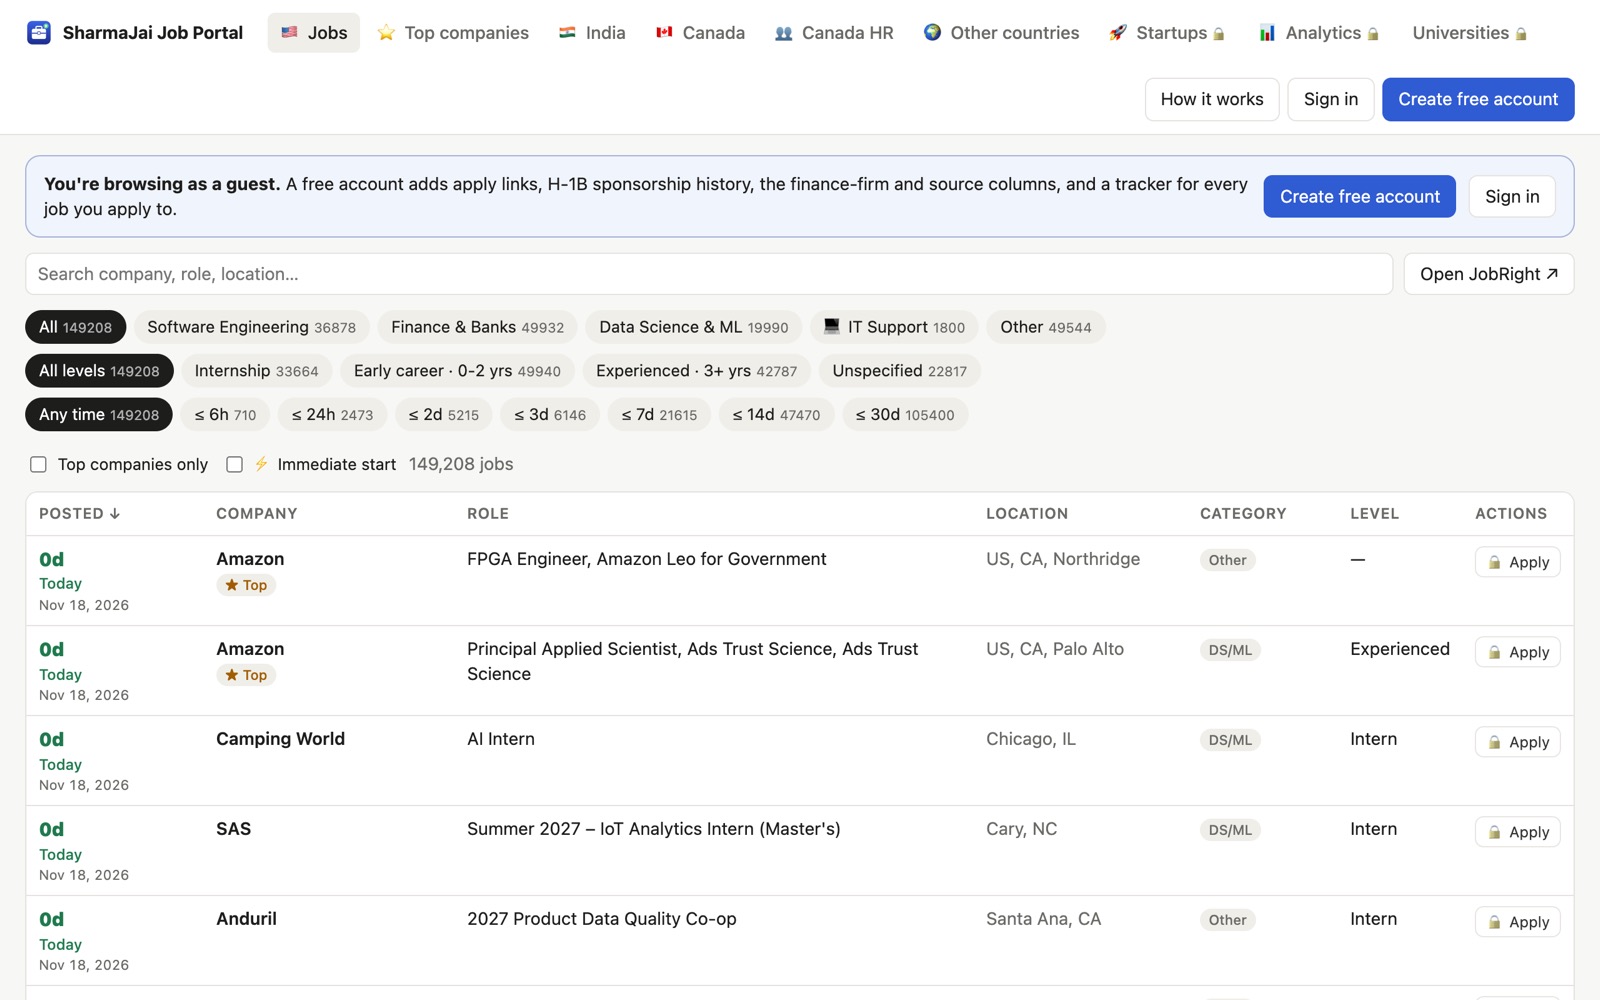 SharmaJai Job Portal
Jobs
Top companies
India
Canada
Canada HR
Other countries
Startups
Analytics
Universities
How it works
Sign in
Create free account
You're browsing as a guest. A free account adds apply links, H-1B sponsorship history, the finance-firm and source columns, and a tracker for every
job you apply to.
Create free account
Sign in
Search company, role, location...
Open JobRight ↗
All 149208
Software Engineering 36878
Finance & Banks 49932
Data Science & ML 19990
IT Support 1800
Other 49544
All levels 149208
Internship 33664
Early career · 0-2 yrs 49940
Experienced · 3+ yrs 42787
Unspecified 22817
Any time 149208
≤ 6h 710
≤ 24h 2473
≤ 2d 5215
≤ 3d 6146
≤ 7d 21615
≤ 14d 47470
≤ 30d 105400
Top companies only
⚡ Immediate start
149,208 jobs
POSTED ↓
COMPANY
ROLE
LOCATION
CATEGORY
LEVEL
ACTIONS
0d
Today
Nov 18, 2026
Amazon
★ Top
FPGA Engineer, Amazon Leo for Government
US, CA, Northridge
Other
—
Apply
0d
Today
Nov 18, 2026
Amazon
★ Top
Principal Applied Scientist, Ads Trust Science, Ads Trust
Science
US, CA, Palo Alto
DS/ML
Experienced
Apply
0d
Today
Nov 18, 2026
Camping World
AI Intern
Chicago, IL
DS/ML
Intern
Apply
0d
Today
Nov 18, 2026
SAS
Summer 2027 – IoT Analytics Intern (Master's)
Cary, NC
DS/ML
Intern
Apply
0d
Today
Nov 18, 2026
Anduril
2027 Product Data Quality Co-op
Santa Ana, CA
Other
Intern
Apply